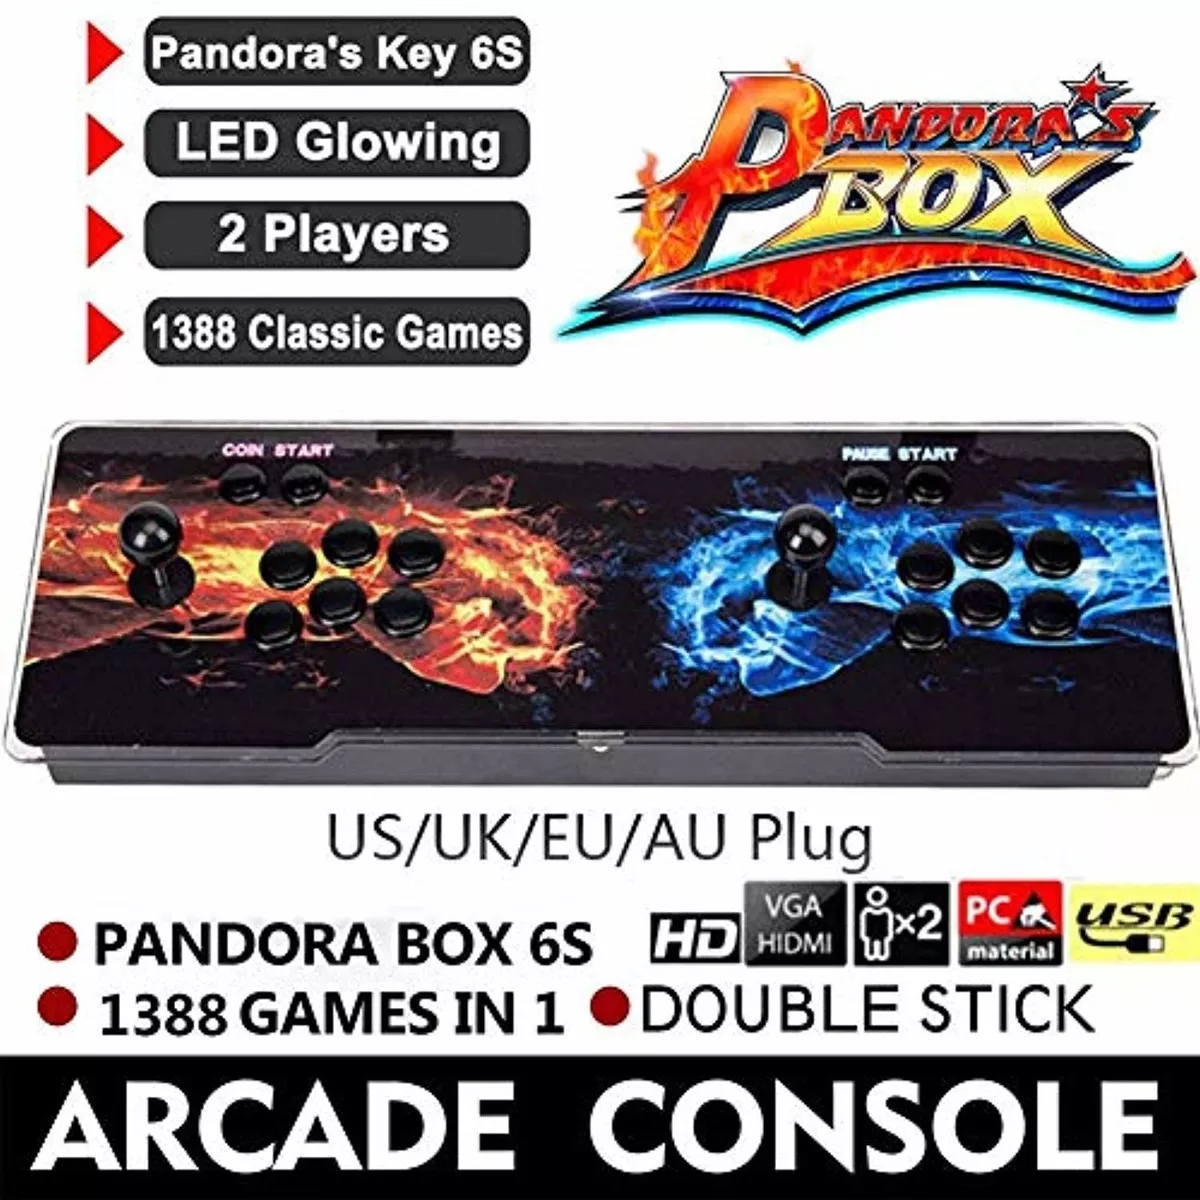 Pandora's Key 6S
LED Glowing
2 Players
1388 Classic Games
PANDORA'S
BOX
COIN START
PAUSE START
US/UK/EU/AU Plug
PANDORA BOX 6S
HD
VGA
HIDMI
×2
PC
material
USB
1388 GAMES IN 1
DOUBLE STICK
ARCADE CONSOLE